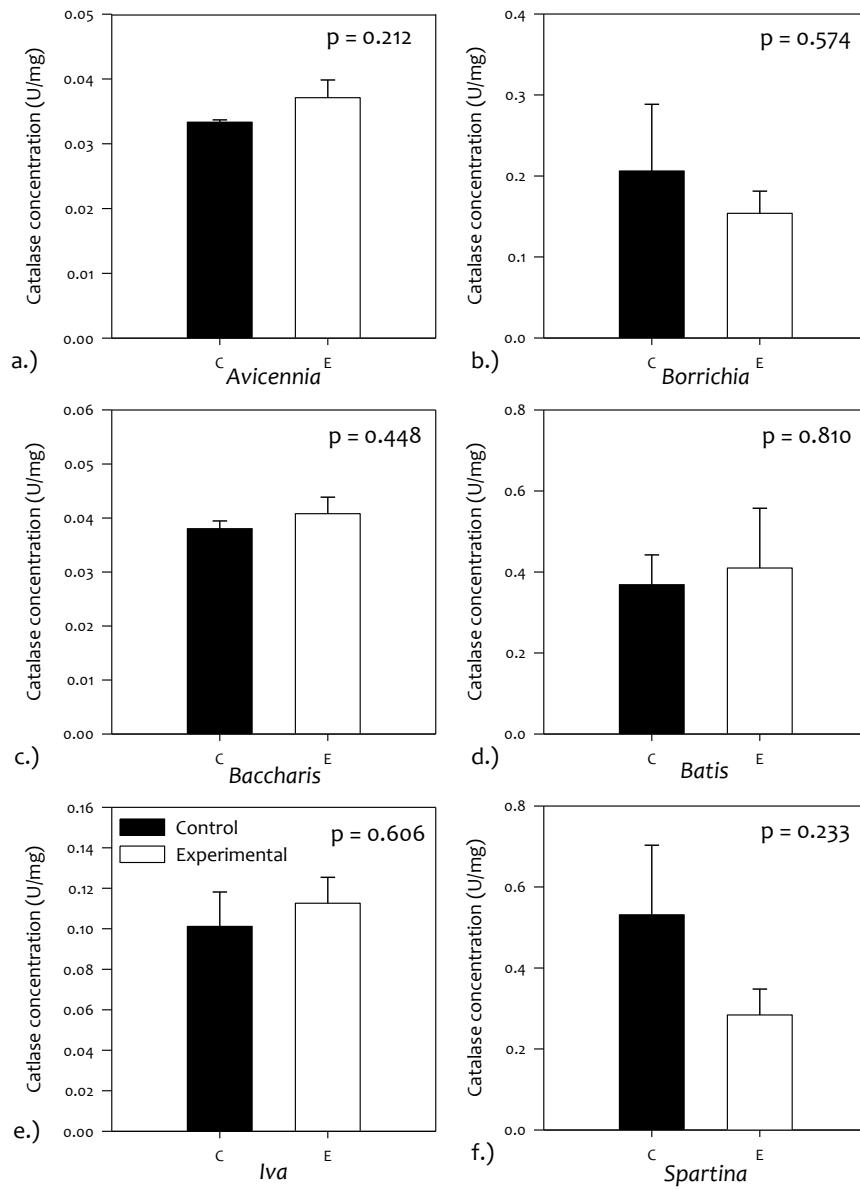 Catalase concentration (U/mg)
0.05
0.04
0.03
0.02
0.01
0.00
p = 0.212
C
E
a.)
Avicennia
Catalase concentration (U/mg)
0.4
0.3
0.2
0.1
0.0
p = 0.574
C
E
b.)
Borrichia
Catalase concentration (U/mg)
0.06
0.05
0.04
0.03
0.02
0.01
0.00
p = 0.448
C
E
c.)
Baccharis
Catalase concentration (U/mg)
0.8
0.6
0.4
0.2
0.0
p = 0.810
C
E
d.)
Batis
Catlase concentration (U/mg)
0.16
0.14
0.12
0.10
0.08
0.06
0.04
0.02
0.00
Control
Experimental
p = 0.606
C
E
e.)
Iva
Catalase concentration (U/mg)
0.8
0.6
0.4
0.2
0.0
p = 0.233
C
E
f.)
Spartina